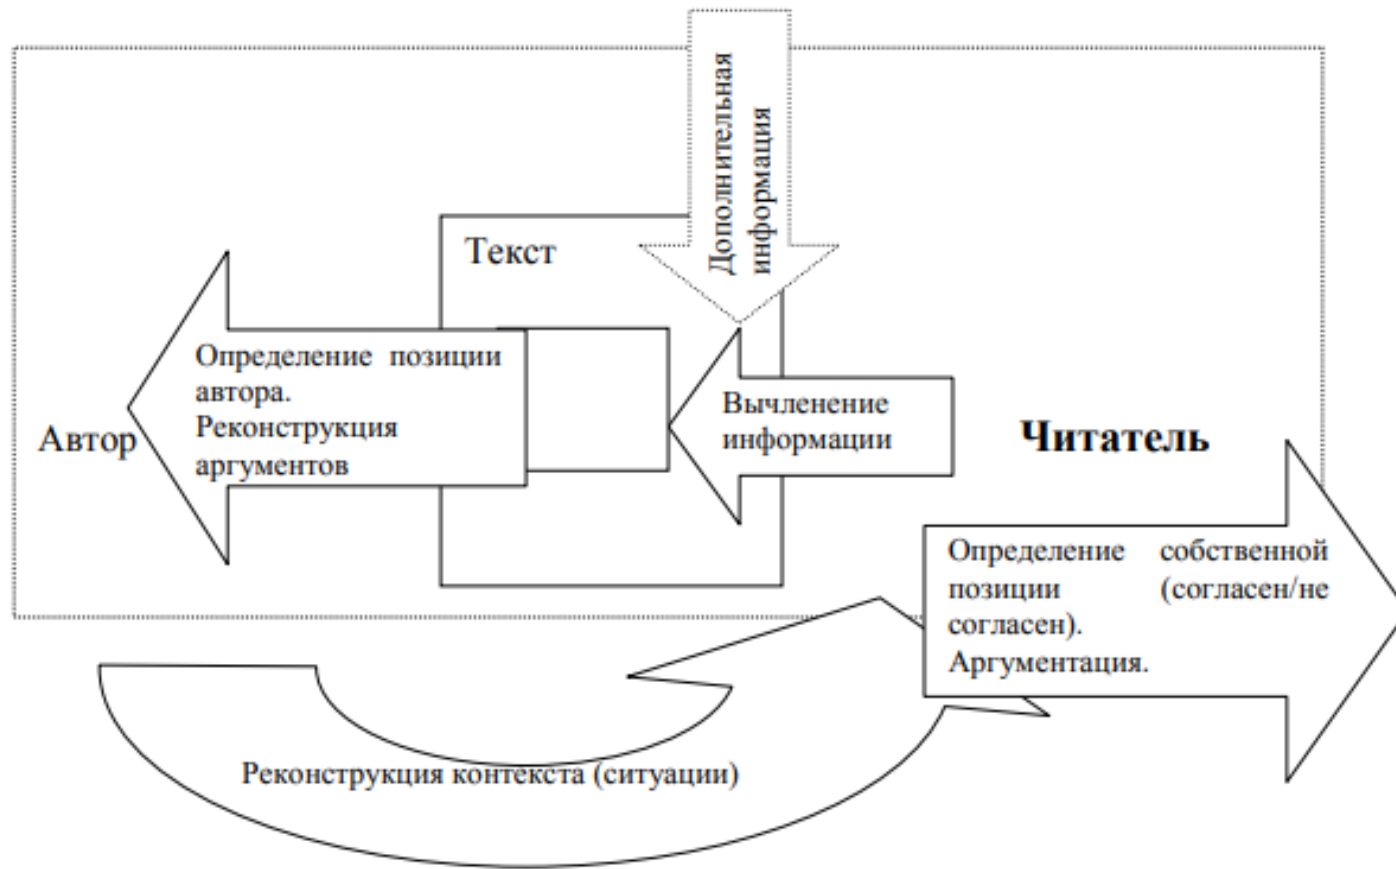 Дополнительная
информация
Текст
Определение позиции
автора.
Реконструкция
аргументов
Автор
Вычленение
информации
Читатель
Определение собственной
позиции (согласен/не
согласен).
Аргументация.
Реконструкция контекста (ситуации)